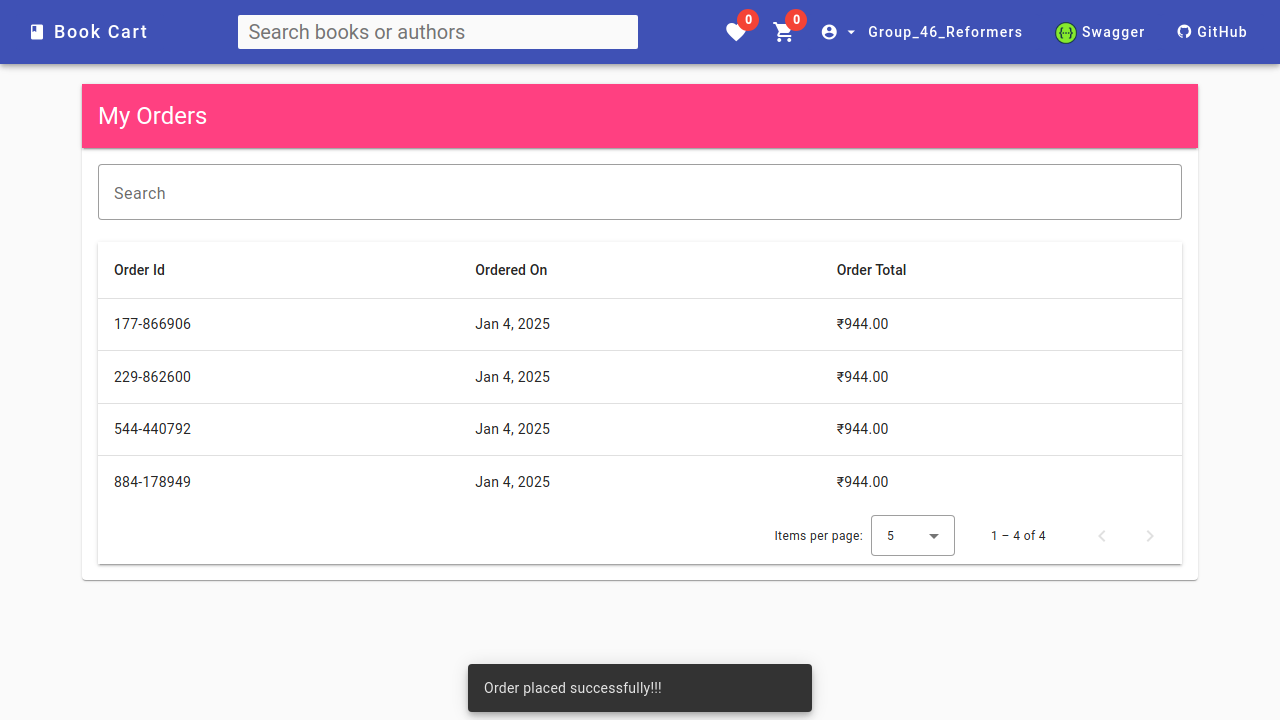 Book Cart
Search books or authors
0
0
Group_46_Reformers
Swagger
GitHub
My Orders
Search
Order Id Ordered On Order Total
177-866906 Jan 4, 2025 ₹944.00
229-862600 Jan 4, 2025 ₹944.00
544-440792 Jan 4, 2025 ₹944.00
884-178949 Jan 4, 2025 ₹944.00
Items per page: 5 1 – 4 of 4
Order placed successfully!!!